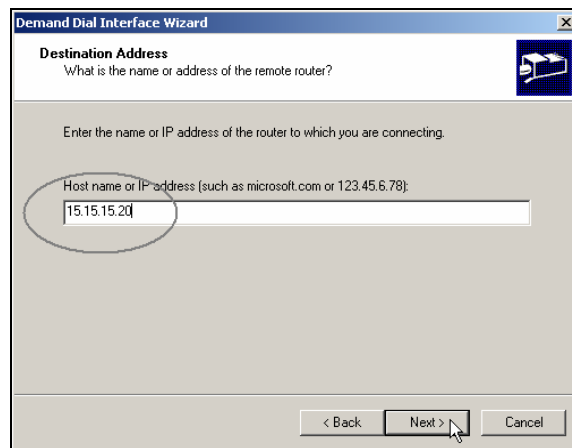 Demand Dial Interface Wizard
Destination Address
What is the name or address of the remote router?
Enter the name or IP address of the router to which you are connecting.
Host name or IP address (such as microsoft.com or 123.45.6.78):
15.15.15.20
< Back Next > Cancel